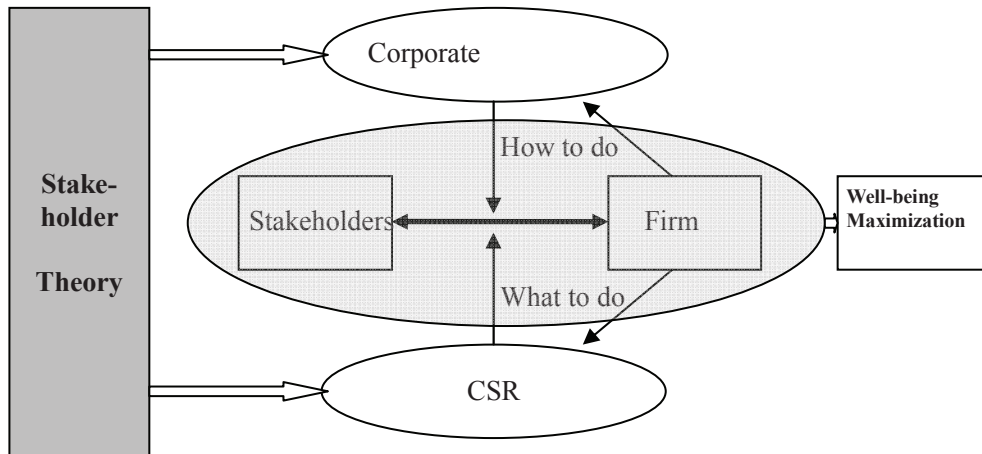 Corporate
How to do
Stake-
holder
Theory
Stakeholders
Firm
Well-being
Maximization
What to do
CSR